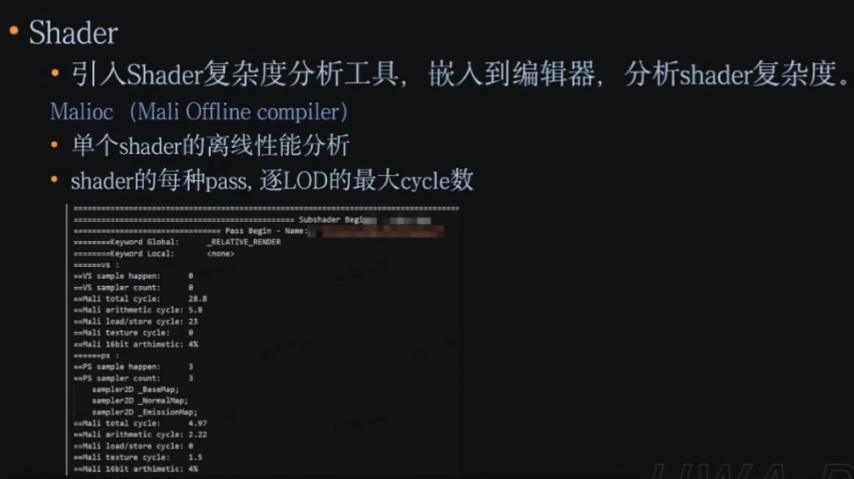 Shader
引入Shader复杂度分析工具，嵌入到编辑器，分析shader复杂度。
Malioc（Mali Offline compiler）
单个shader的离线性能分析
shader的每种pass, 逐LOD的最大cycle数
Subshader Begin
Pass Begin - Name:
========Keyword Global: _RELATIVE_RENDER
========Keyword Local: <none>
======vs :
==VS sample happen: 0
==VS sampler count: 0
==Mali total cycle: 28.8
==Mali arithmetic cycle: 5.8
==Mali load/store cycle: 23
==Mali texture cycle: 0
==Mali 16bit arthimetic: 4%
======ps :
==PS sample happen: 3
==PS sampler count: 3
sampler2D _BaseMap;
sampler2D _NormalMap;
sampler2D _EmissionMap;
==Mali total cycle: 4.97
==Mali arithmetic cycle: 2.22
==Mali load/store cycle: 0
==Mali texture cycle: 1.5
==Mali 16bit arthimetic: 4%